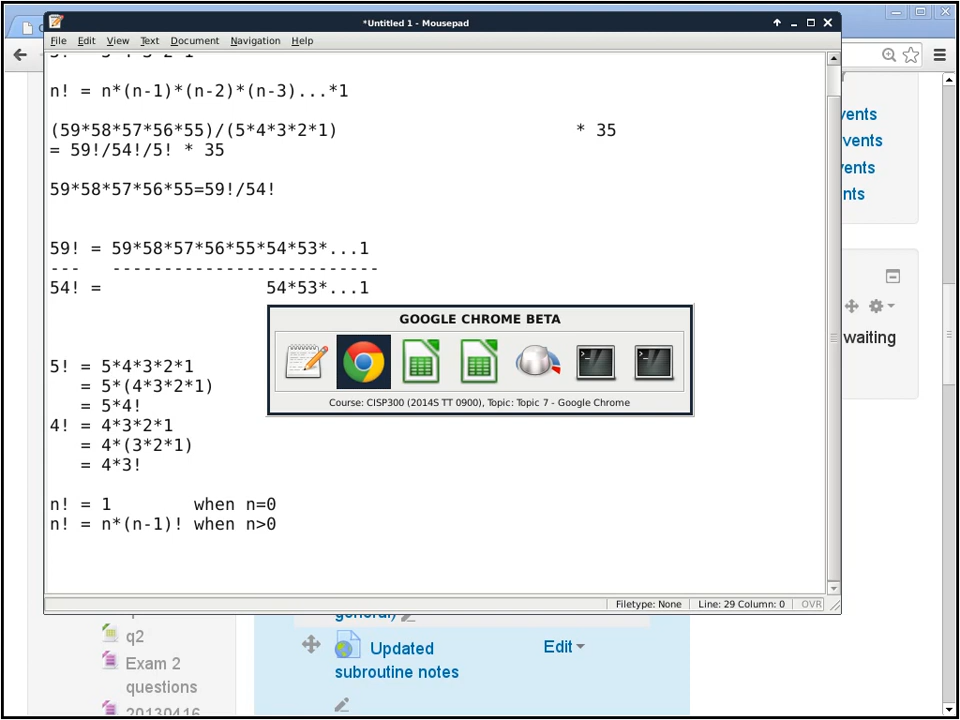 *Untitled 1 - Mousepad
File Edit View Text Document Navigation Help
n! = n*(n-1)*(n-2)*(n-3)...*1
(59*58*57*56*55)/(5*4*3*2*1) * 35
= 59!/54!/5! * 35
59*58*57*56*55=59!/54!
59! = 59*58*57*56*55*54*53*...1
--- --------------------------
54! = 54*53*...1
GOOGLE CHROME BETA
Course: CISP300 (2014S TT 0900), Topic: Topic 7 - Google Chrome
5! = 5*4*3*2*1
= 5*(4*3*2*1)
= 5*4!
4! = 4*3*2*1
= 4*(3*2*1)
= 4*3!
n! = 1 when n=0
n! = n*(n-1)! when n>0
Filetype: None Line: 29 Column: 0 OVR
vents
vents
vents
nts
waiting
general)
q2
Exam 2
questions
20130416
Updated
subroutine notes
Edit